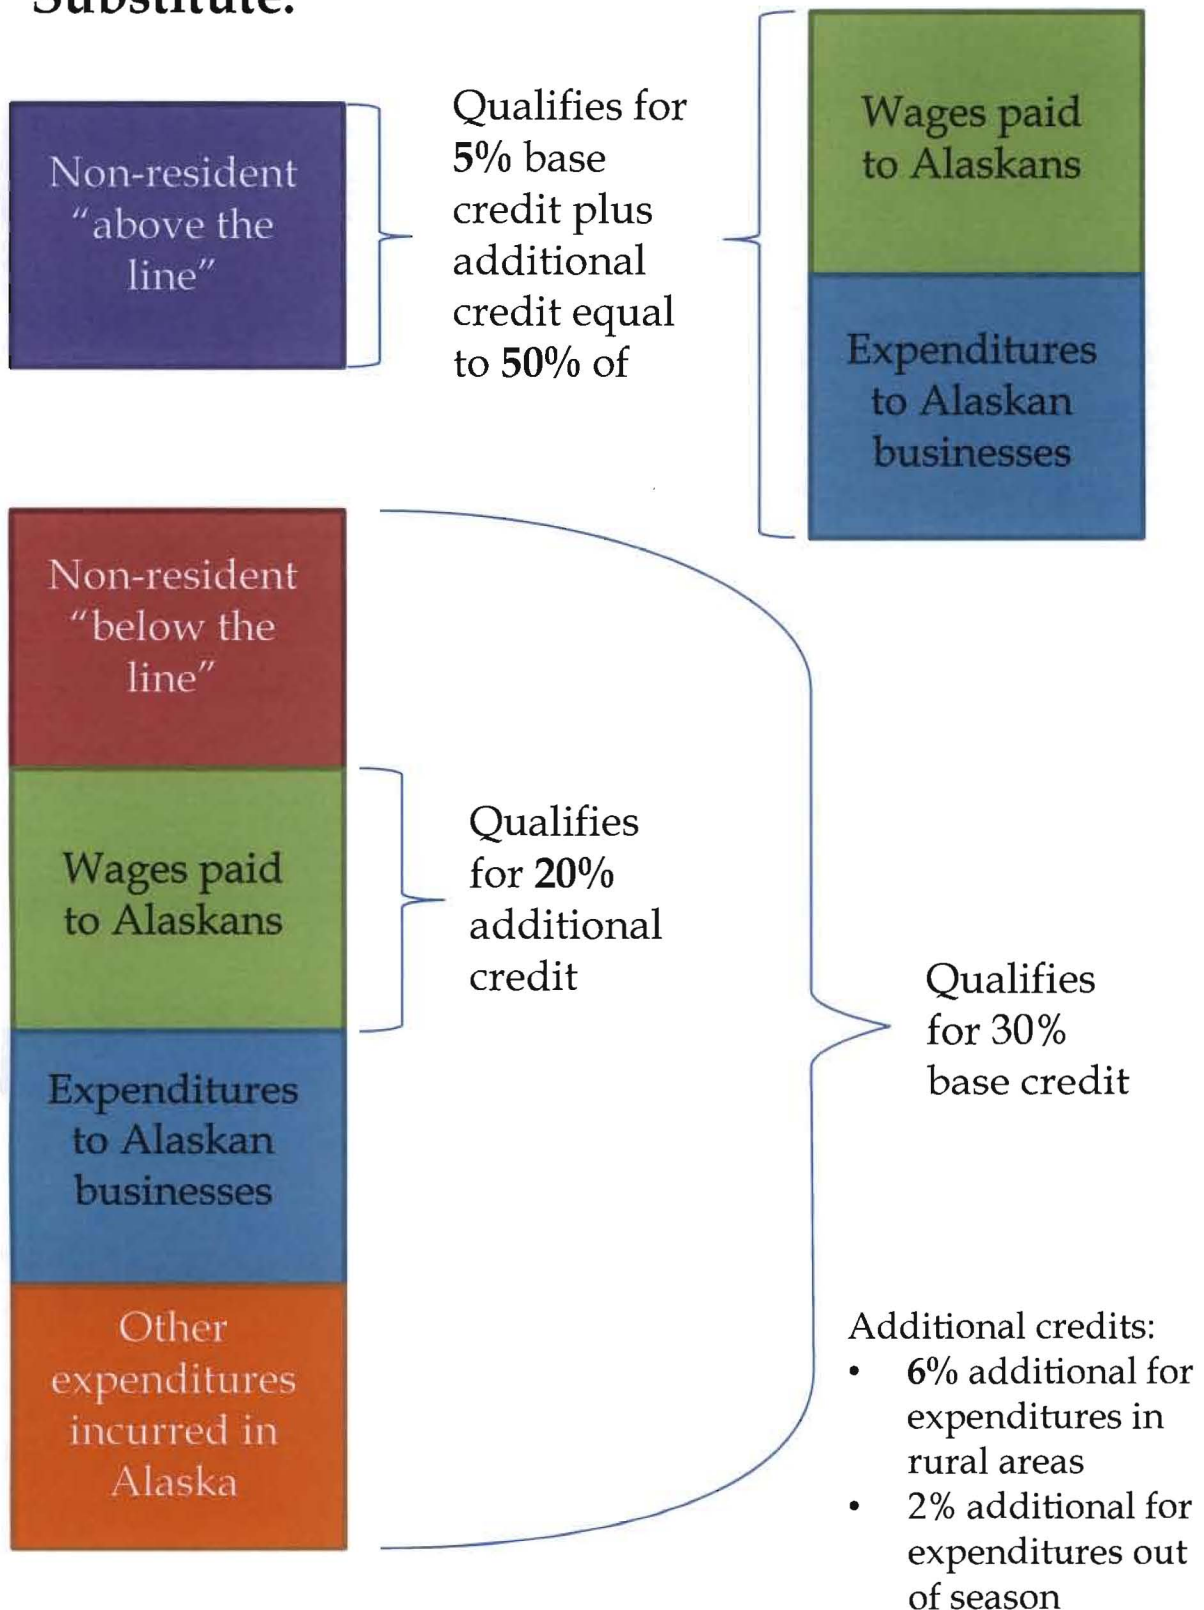 Substitute:
Non-resident
“above the
line”
Qualifies for
5% base
credit plus
additional
credit equal
to 50% of
Wages paid
to Alaskans
Expenditures
to Alaskan
businesses
Non-resident
“below the
line”
Wages paid
to Alaskans
Expenditures
to Alaskan
businesses
Other
expenditures
incurred in
Alaska
Qualifies
for 20%
additional
credit
Qualifies
for 30%
base credit
Additional credits:
• 6% additional for
expenditures in
rural areas
• 2% additional for
expenditures out
of season